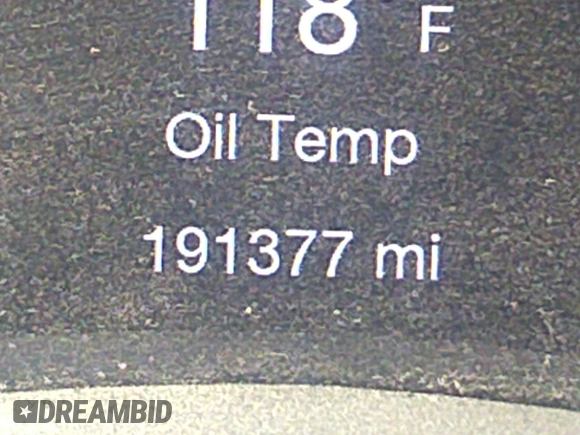 118 F
Oil Temp
191377 mi
DREAMBID